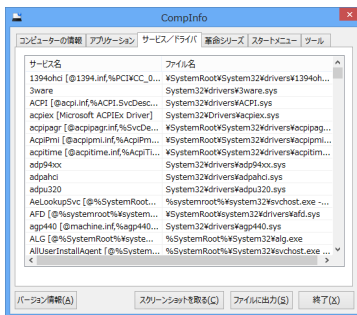 CompInfo
コンピューターの情報 アプリケーション サービス／ドライバ 革命シリーズ スタートメニュー ツール
サービス名 ファイル名
1394ohci [@1394.inf,%PCI¥CC_0... ¥SystemRoot¥System32¥drivers¥1394oh...
3ware System32¥drivers¥3ware.sys
ACPI [@acpi.inf,%ACPI.SvcDesc... System32¥drivers¥ACPI.sys
acpiex [Microsoft ACPIEx Driver] System32¥Drivers¥acpiex.sys
acpipagr [@acpipagr.inf,%SvcDe... ¥SystemRoot¥System32¥drivers¥acpipag...
AcpiPmi [@acpipmi.inf,%AcpiPm... ¥SystemRoot¥System32¥drivers¥acpipmi...
acpitime [@acpitime.inf,%AcpiTi... ¥SystemRoot¥System32¥drivers¥acpitim...
adp94xx System32¥drivers¥adp94xx.sys
adpahci System32¥drivers¥adpahci.sys
adpu320 System32¥drivers¥adpu320.sys
AeLookupSvc [@%SystemRoot... %systemroot%¥system32¥svchost.exe -...
AFD [@%systemroot%¥system... ¥SystemRoot¥system32¥drivers¥afd.sys
agp440 [@machine.inf,%agp440... System32¥drivers¥agp440.sys
ALG [@%SystemRoot%¥syste... %SystemRoot%¥System32¥alg.exe
AllUserInstallAgent [@%System... %SystemRoot%¥System32¥svchost.exe ...
バージョン情報(A) スクリーンショットを取る(C) ファイルに出力(S) 終了(X)